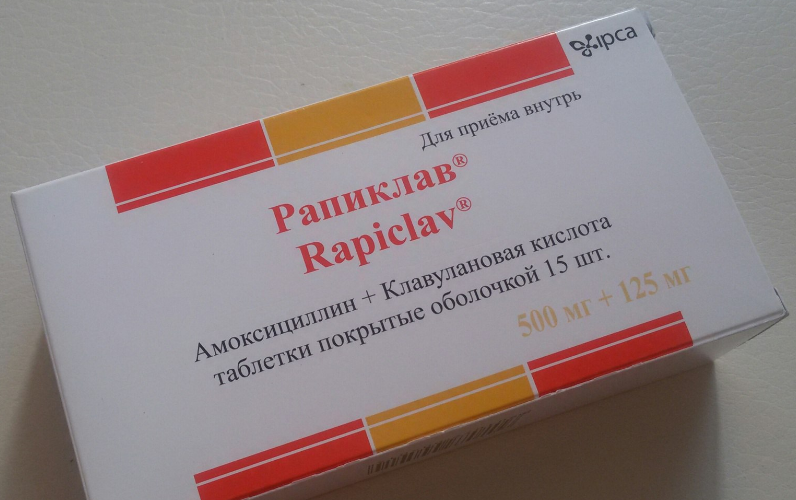 ipca
Для приёма внутрь
Рапиклав®
Rapiclav®
Амоксициллин + Клавулановая кислота
таблетки покрытые оболочкой 15 шт.
500 мг + 125 мг